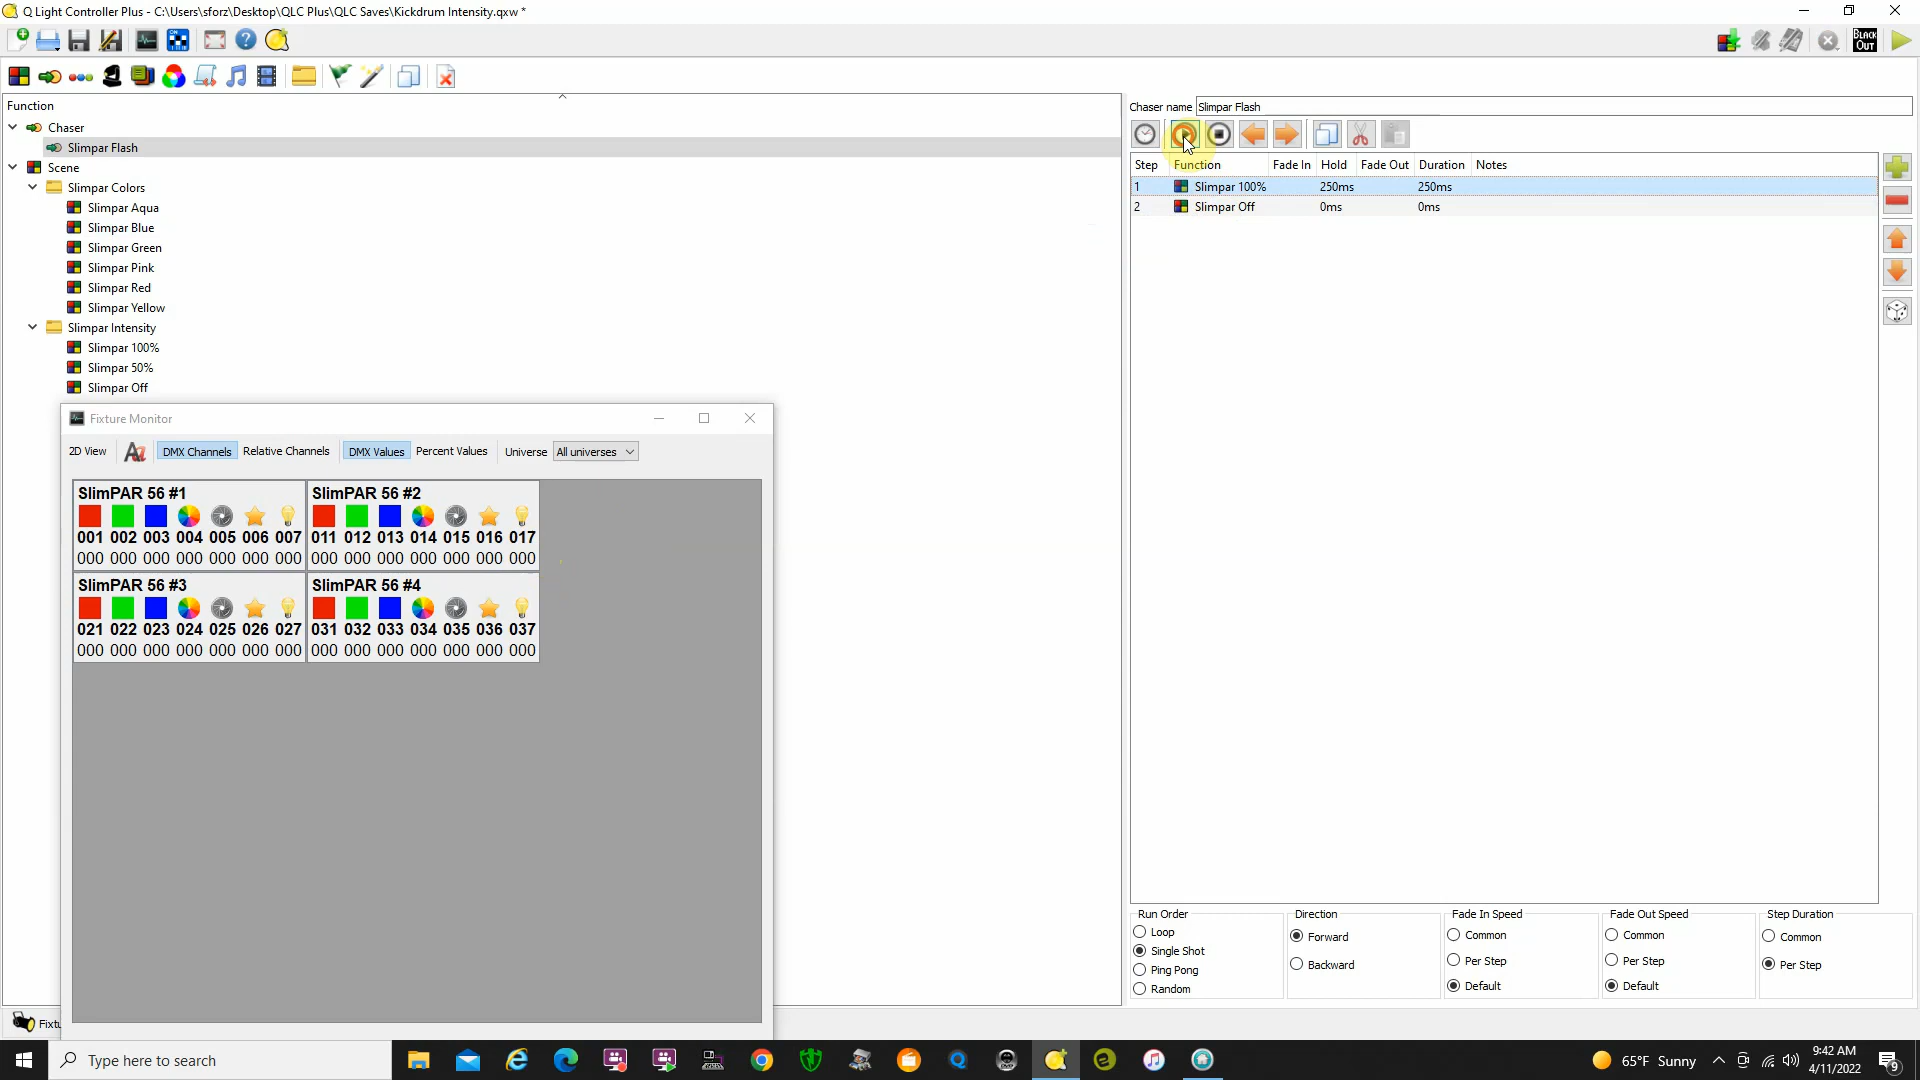 Q Light Controller Plus - C:\Users\sforz\Desktop\QLC Plus\QLC Saves\Kickdrum Intensity.qxw *
BLACK OUT
Function
Chaser
Slimpar Flash
Scene
Slimpar Colors
Slimpar Aqua
Slimpar Blue
Slimpar Green
Slimpar Pink
Slimpar Red
Slimpar Yellow
Slimpar Intensity
Slimpar 100%
Slimpar 50%
Slimpar Off
Fixture Monitor
2D View DMX Channels Relative Channels DMX Values Percent Values Universe All universes
SlimPAR 56 #1
001 002 003 004 005 006 007
000 000 000 000 000 000 000
SlimPAR 56 #2
011 012 013 014 015 016 017
000 000 000 000 000 000 000
SlimPAR 56 #3
021 022 023 024 025 026 027
000 000 000 000 000 000 000
SlimPAR 56 #4
031 032 033 034 035 036 037
000 000 000 000 000 000 000
Fixtu
Chaser name Slimpar Flash
Step Function Fade In Hold Fade Out Duration Notes
1 Slimpar 100% 250ms 250ms
2 Slimpar Off 0ms 0ms
Run Order
Loop
Single Shot
Ping Pong
Random
Direction
Forward
Backward
Fade In Speed
Common
Per Step
Default
Fade Out Speed
Common
Per Step
Default
Step Duration
Common
Per Step
Type here to search
65°F Sunny
9:42 AM
4/11/2022
9